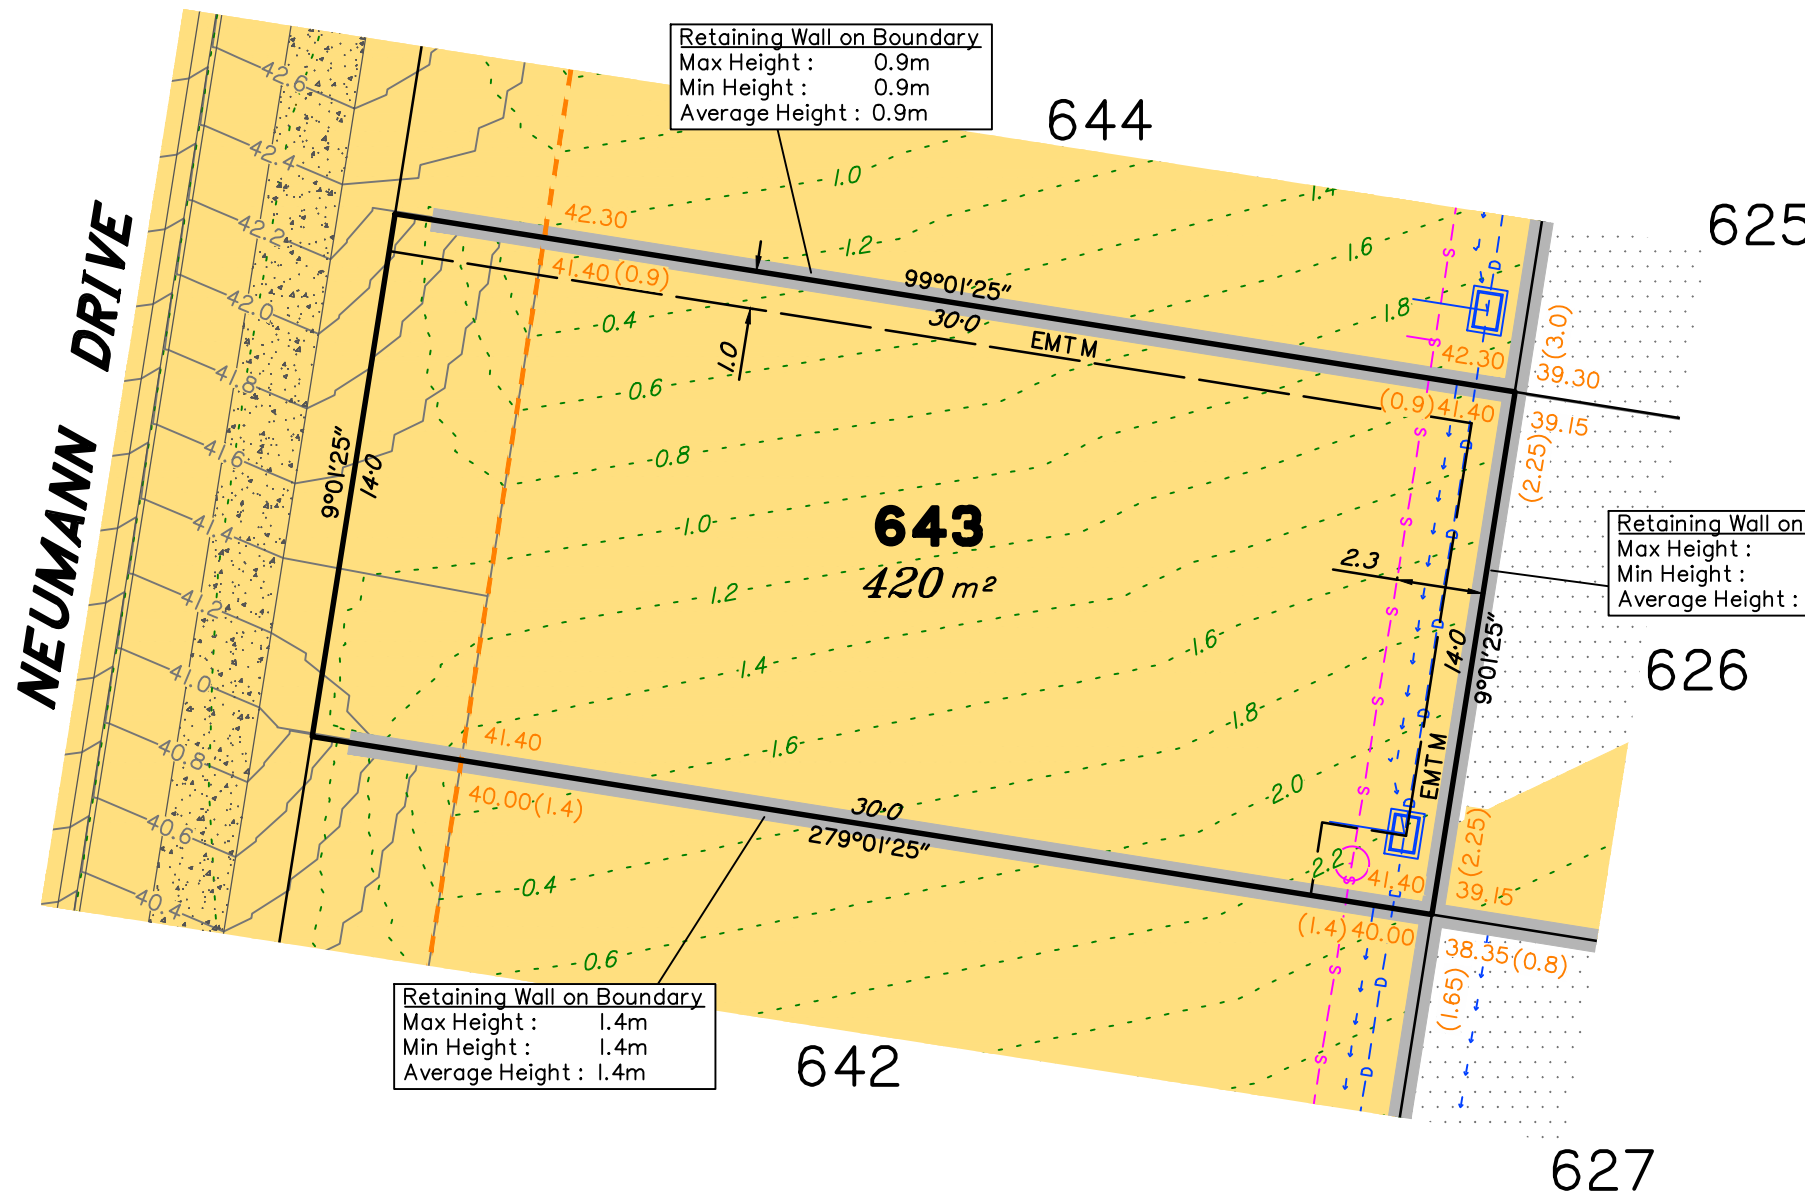 Retaining Wall on Boundary
Max Height : 0.9m
Min Height : 0.9m
Average Height : 0.9m
644
625
42.6
42.4
42.2
42.0
41.8
41.6
41.4
41.2
41.0
40.8
40.6
40.4
NEUMANN DRIVE
1.0
1.2
1.4
1.6
1.8
42.30
41.40 (0.9)
99°01'25"
30·0
EMT M
1.0
42.30
(3.0)
39.30
(0.9) 41.40
39.15
(2.25)
0.4
0.6
0.8
1.0
1.2
1.4
1.6
1.6
1.8
2.0
2.2
9°01'25"
14·0
643
420 m²
2.3
Retaining Wall on
Max Height :
Min Height :
Average Height :
14·0
9°01'25"
626
EMT M
41.40
40.00 (1.4)
30·0
279°01'25"
41.40
(2.25)
39.15
(1.4) 40.00
38.35 (0.8)
(1.65)
0.4
0.6
S
S
S
S
S
S
S
S
S
D
D
D
D
D
D
D
D
Retaining Wall on Boundary
Max Height : 1.4m
Min Height : 1.4m
Average Height : 1.4m
642
627